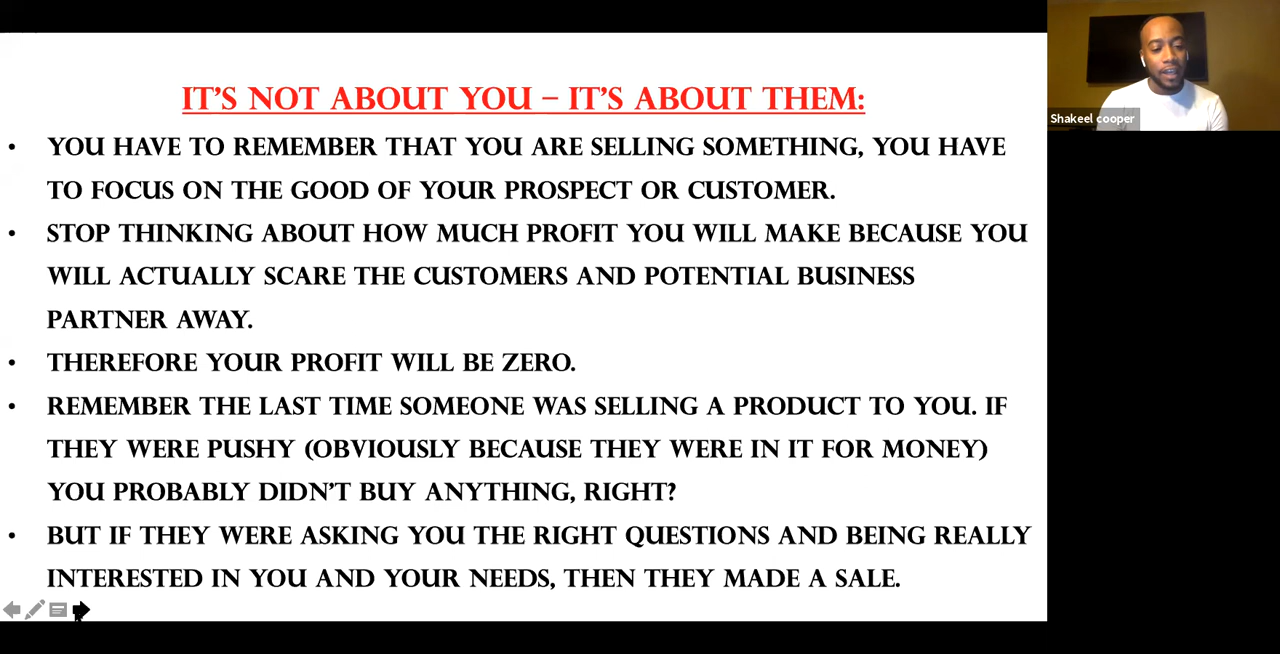 IT'S NOT ABOUT YOU – IT'S ABOUT THEM:
• YOU HAVE TO REMEMBER THAT YOU ARE SELLING SOMETHING, YOU HAVE
TO FOCUS ON THE GOOD OF YOUR PROSPECT OR CUSTOMER.
• STOP THINKING ABOUT HOW MUCH PROFIT YOU WILL MAKE BECAUSE YOU
WILL ACTUALLY SCARE THE CUSTOMERS AND POTENTIAL BUSINESS
PARTNER AWAY.
• THEREFORE YOUR PROFIT WILL BE ZERO.
• REMEMBER THE LAST TIME SOMEONE WAS SELLING A PRODUCT TO YOU. IF
THEY WERE PUSHY (OBVIOUSLY BECAUSE THEY WERE IN IT FOR MONEY)
YOU PROBABLY DIDN'T BUY ANYTHING, RIGHT?
• BUT IF THEY WERE ASKING YOU THE RIGHT QUESTIONS AND BEING REALLY
INTERESTED IN YOU AND YOUR NEEDS, THEN THEY MADE A SALE.
Shakeel cooper